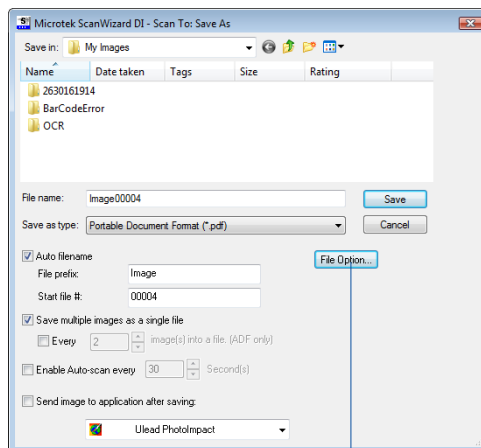 Microtek ScanWizard DI - Scan To: Save As
Save in: My Images
Name Date taken Tags Size Rating
2630161914
BarCodeError
OCR
File name: Image00004 Save
Save as type: Portable Document Format (*.pdf) Cancel
Auto filename File Option...
File prefix: Image
Start file #: 00004
Save multiple images as a single file
Every 2 image(s) into a file. (ADF only)
Enable Auto-scan every 30 Second(s)
Send image to application after saving:
Ulead PhotoImpact